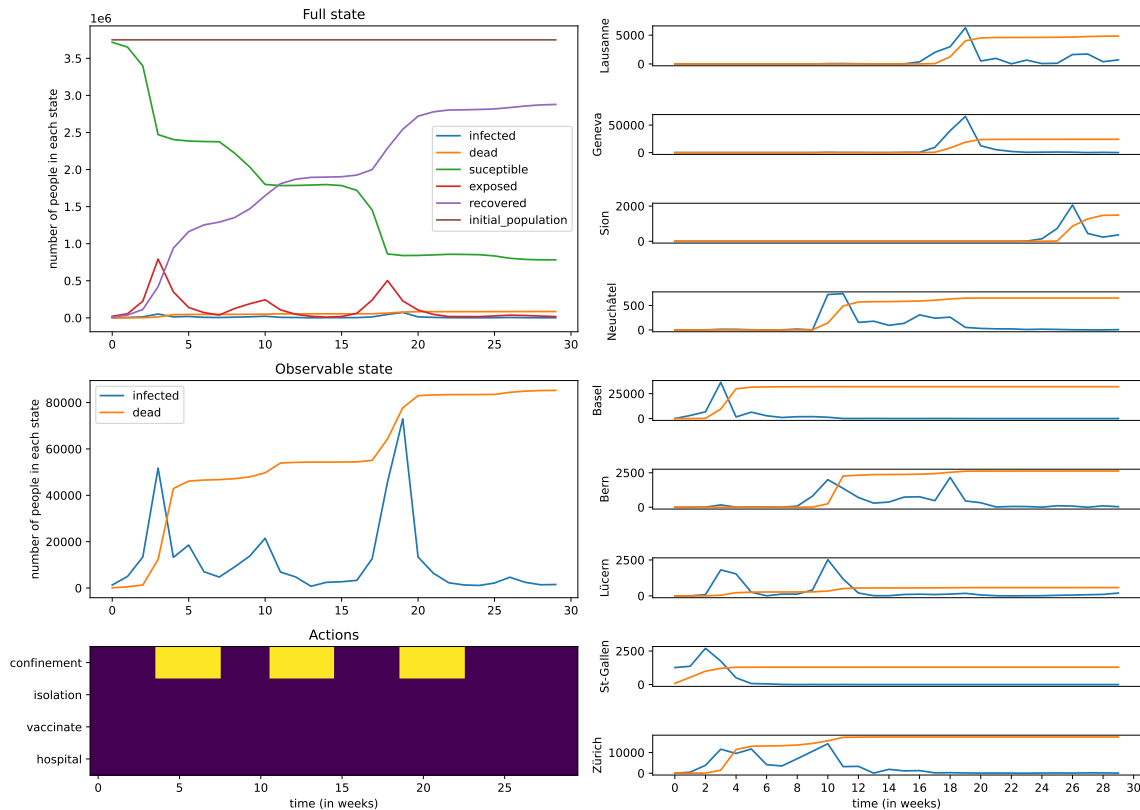 Full state
1e6
number of people in each state
3.5
3.0
2.5
2.0
1.5
1.0
0.5
0.0
infected
dead
suceptible
exposed
recovered
initial_population
0 5 10 15 20 25 30
Observable state
number of people in each state
80000
60000
40000
20000
0
infected
dead
0 5 10 15 20 25 30
Actions
confinement
isolation
vaccinate
hospital
0 5 10 15 20 25
time (in weeks)
Lausanne
5000
0
Geneva
50000
0
Sion
2000
0
Neuchâtel
500
0
Basel
25000
0
Bern
2500
0
Lücern
2500
0
St-Gallen
2500
0
Zürich
10000
0
0 2 4 6 8 10 12 14 16 18 20 22 24 26 28 30
time (in weeks)